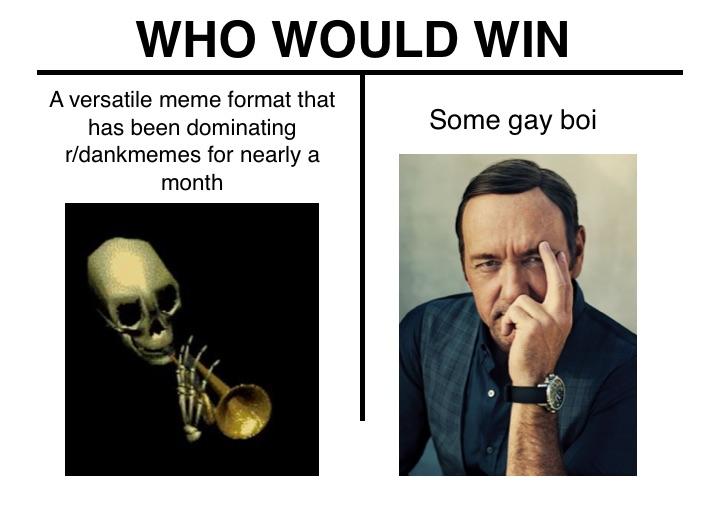 WHO WOULD WIN
A versatile meme format that
has been dominating
r/dankmemes for nearly a
month
Some gay boi